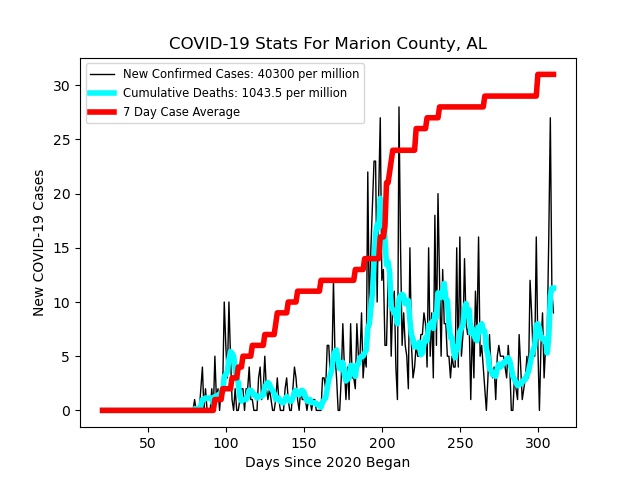 COVID-19 Stats For Marion County, AL
New Confirmed Cases: 40300 per million
Cumulative Deaths: 1043.5 per million
7 Day Case Average
New COVID-19 Cases
30
25
20
15
10
5
0
50 100 150 200 250 300
Days Since 2020 Began